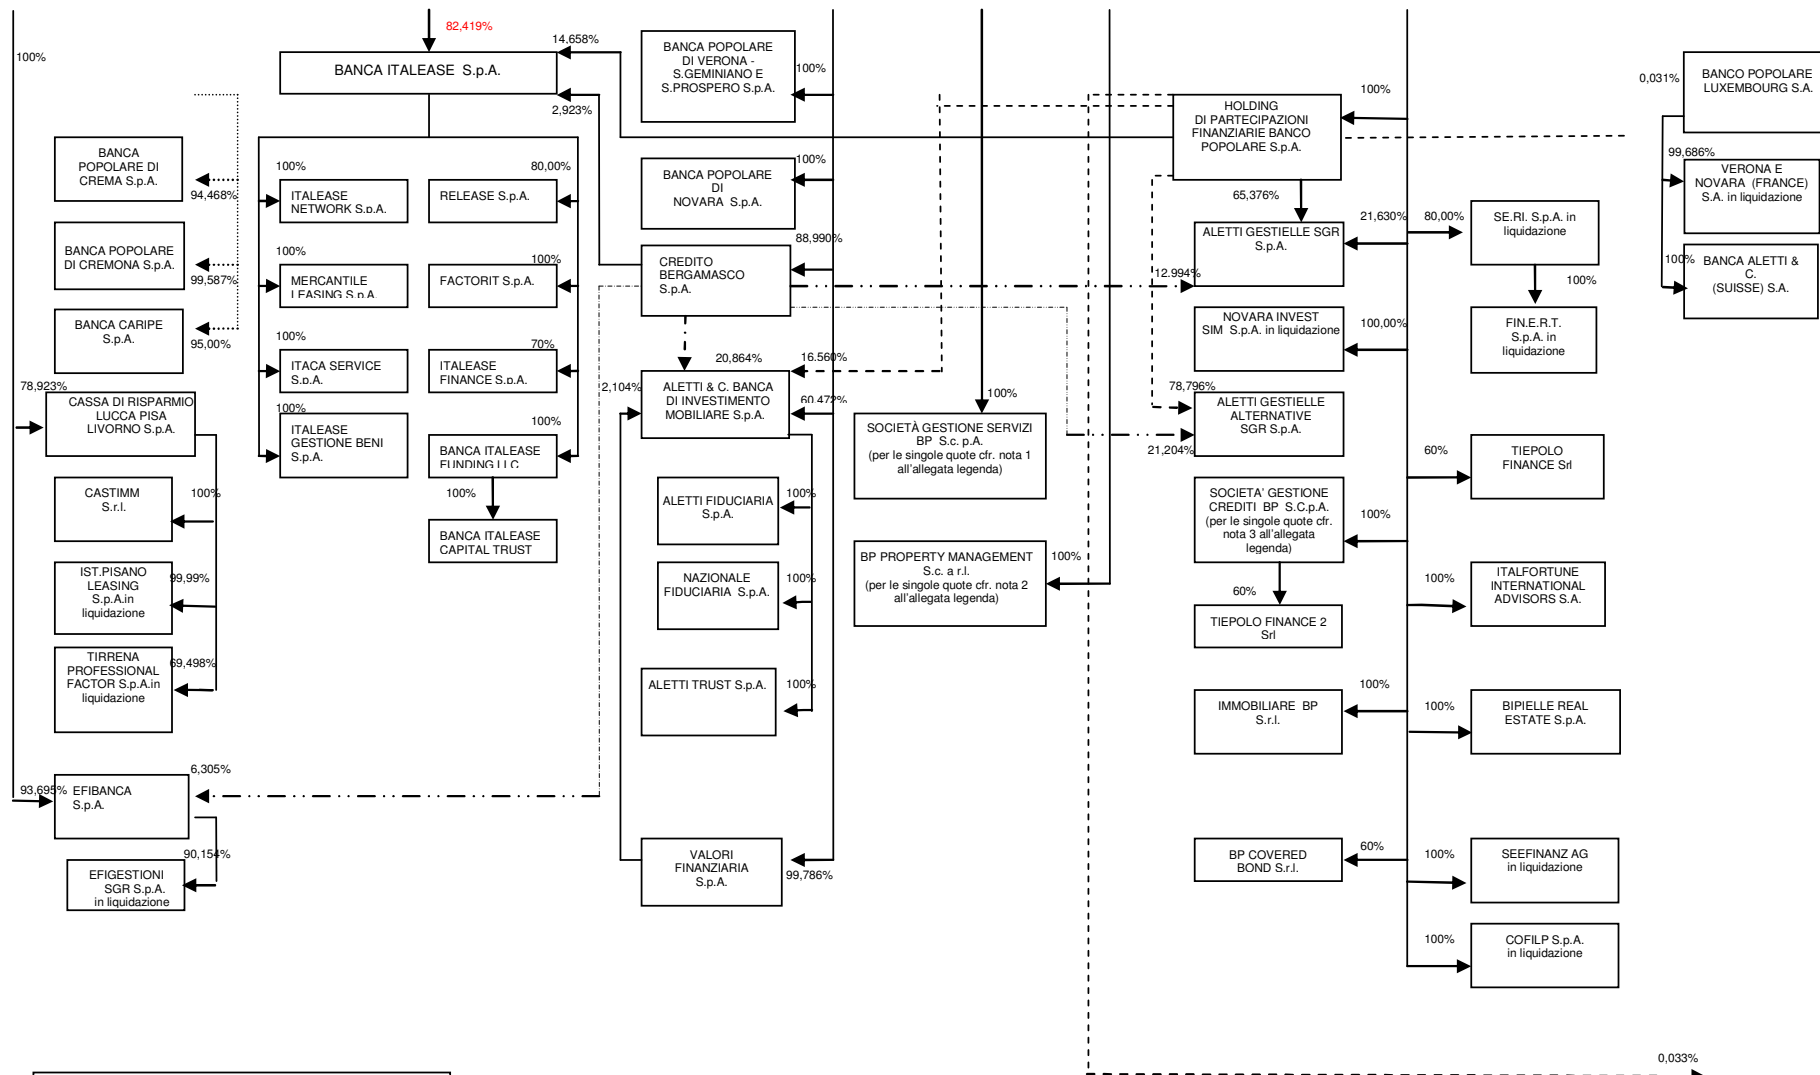 82,419%
100%
BANCA ITALEASE S.p.A.
14,658%
2,923%
BANCA POPOLARE
DI VERONA -
S.GEMINIANO E
S.PROSPERO S.p.A.
100%
HOLDING
DI PARTECIPAZIONI
FINANZIARIE BANCO
POPOLARE S.p.A.
100%
0,031%
BANCO POPOLARE
LUXEMBOURG S.A.
BANCA
POPOLARE DI
CREMA S.p.A.
94,468%
100%
ITALEASE
NETWORK S.p.A.
80,00%
RELEASE S.p.A.
BANCA POPOLARE
DI
NOVARA S.p.A.
100%
65,376%
99,686%
VERONA E
NOVARA (FRANCE)
S.A. in liquidazione
BANCA POPOLARE
DI CREMONA S.p.A.
99,587%
100%
MERCANTILE
LEASING S.p.A.
100%
FACTORIT S.p.A.
88,990%
CREDITO
BERGAMASCO
S.p.A.
12.994%
ALETTI GESTIELLE SGR
S.p.A.
21,630%
80,00%
SE.RI. S.p.A. in
liquidazione
100%
100%
BANCA ALETTI &
C.
(SUISSE) S.A.
BANCA CARIPE
S.p.A.
95,00%
100%
ITACA SERVICE
S.p.A.
70%
ITALEASE
FINANCE S.p.A.
NOVARA INVEST
SIM S.p.A. in liquidazione
100,00%
FIN.E.R.T.
S.p.A. in
liquidazione
78,923%
CASSA DI RISPARMIO
LUCCA PISA
LIVORNO S.p.A.
100%
ITALEASE
GESTIONE BENI
S.p.A.
100%
BANCA ITALEASE
FUNDING LLC
2,104%
20,864%
16.560%
ALETTI & C. BANCA
DI INVESTIMENTO
MOBILIARE S.p.A.
60.472%
100%
SOCIETÀ GESTIONE SERVIZI
BP S.c. p.A.
(per le singole quote cfr. nota 1
all'allegata legenda)
78,796%
ALETTI GESTIELLE
ALTERNATIVE
SGR S.p.A.
21,204%
60%
TIEPOLO
FINANCE Srl
CASTIMM
S.r.l.
100%
100%
BANCA ITALEASE
CAPITAL TRUST
ALETTI FIDUCIARIA
S.p.A.
100%
SOCIETA' GESTIONE
CREDITI BP S.C.p.A.
(per le singole quote cfr.
nota 3 all'allegata
legenda)
100%
IST.PISANO
LEASING
S.p.A.in
liquidazione
99,99%
NAZIONALE
FIDUCIARIA S.p.A.
100%
BP PROPERTY MANAGEMENT
S.c. a r.l.
(per le singole quote cfr. nota 2
all'allegata legenda)
100%
60%
TIEPOLO FINANCE 2
Srl
100%
ITALFORTUNE
INTERNATIONAL
ADVISORS S.A.
TIRRENA
PROFESSIONAL
FACTOR S.p.A.in
liquidazione
69,498%
ALETTI TRUST S.p.A.
100%
IMMOBILIARE BP
S.r.l.
100%
100%
BIPIELLE REAL
ESTATE S.p.A.
93,695%
EFIBANCA
S.p.A.
6,305%
90,154%
EFIGESTIONI
SGR S.p.A.
in liquidazione
VALORI
FINANZIARIA
S.p.A.
99,786%
BP COVERED
BOND S.r.l.
60%
100%
SEEFINANZ AG
in liquidazione
100%
COFILP S.p.A.
in liquidazione
0,033%